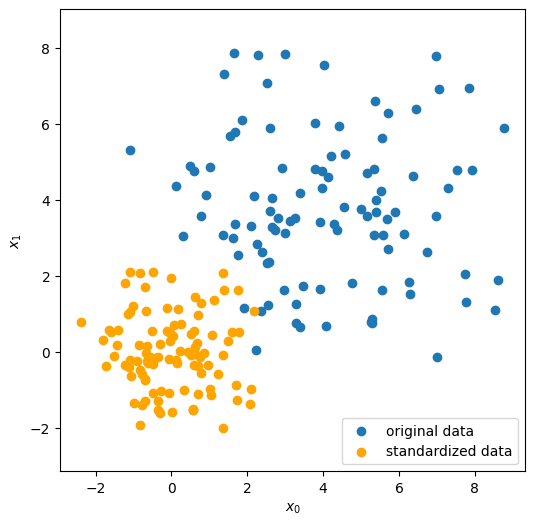 8
6
4
2
0
−2
x₁
−2 0 2 4 6 8
x₀
original data
standardized data